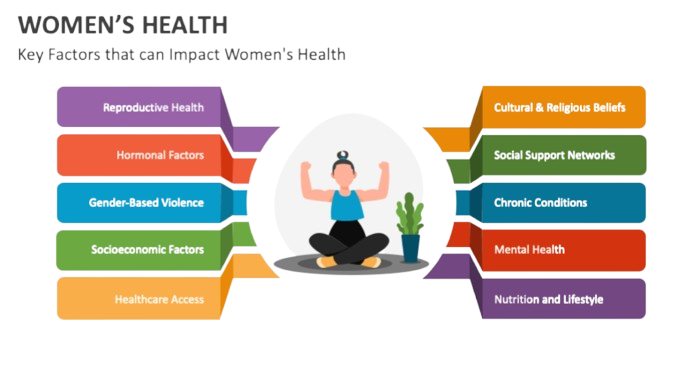 WOMEN’S HEALTH
Key Factors that can Impact Women's Health
Reproductive Health
Hormonal Factors
Gender-Based Violence
Socioeconomic Factors
Healthcare Access
Cultural & Religious Beliefs
Social Support Networks
Chronic Conditions
Mental Health
Nutrition and Lifestyle